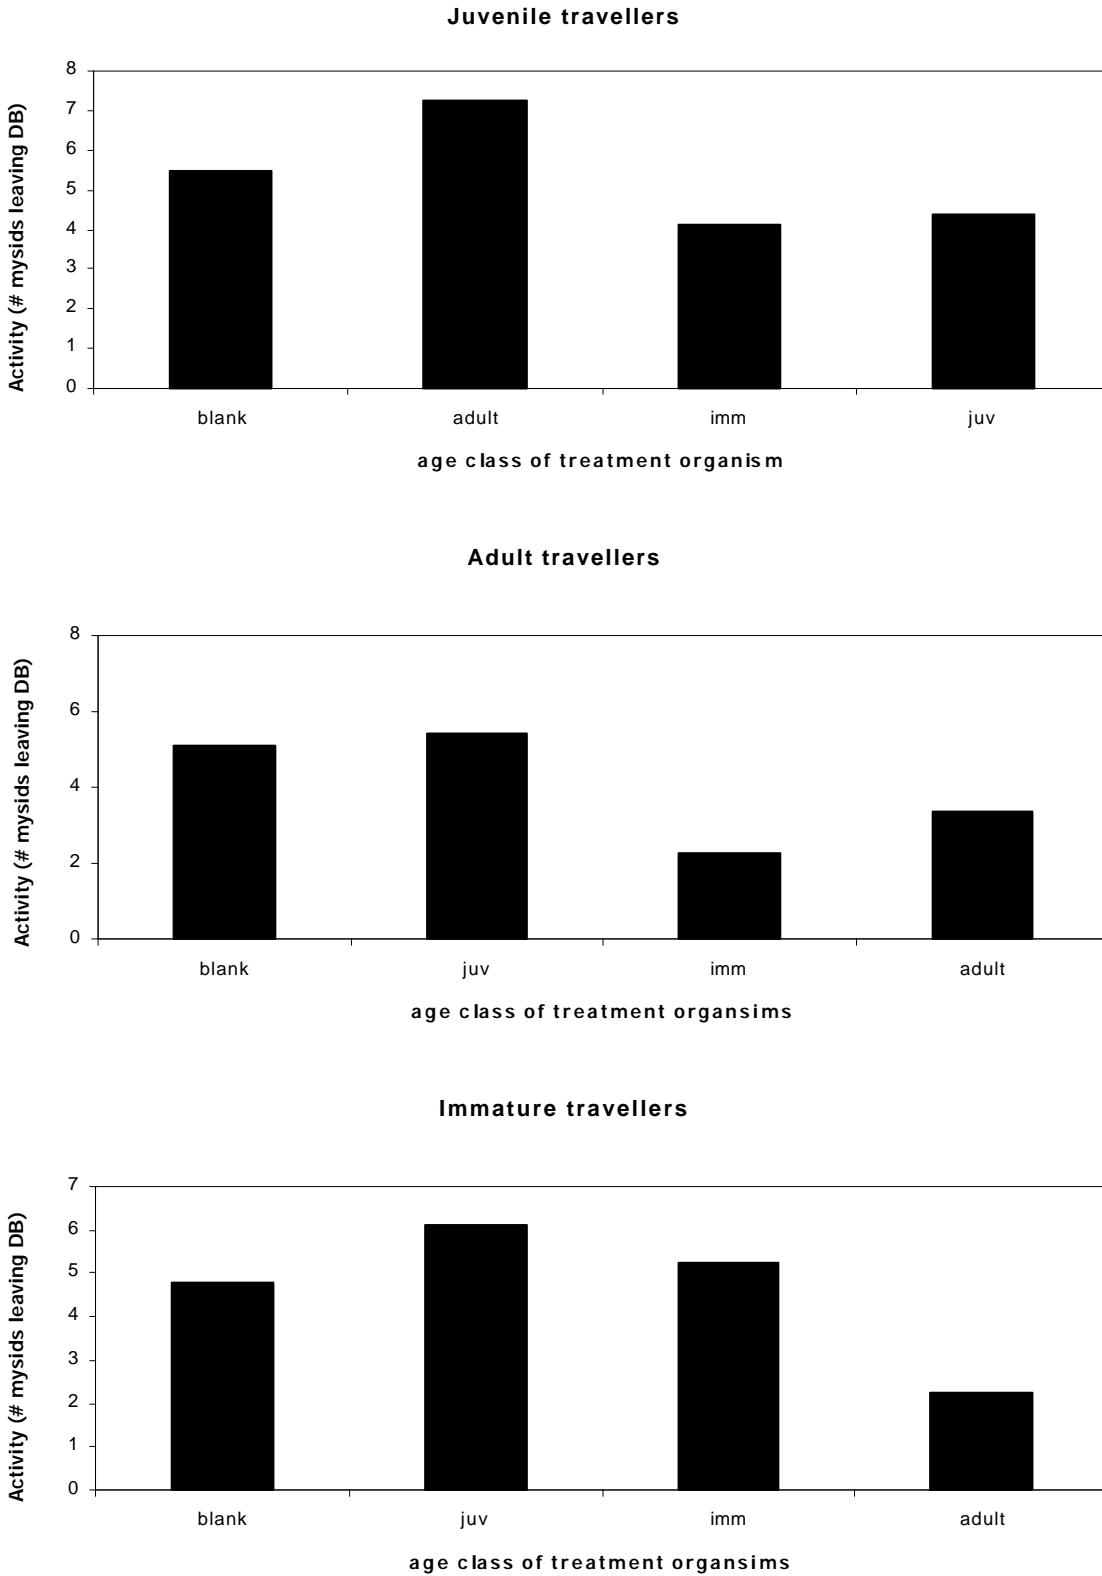 Juvenile travellers
Activity (# mysids leaving DB)
8
7
6
5
4
3
2
1
0
blank adult imm juv
age class of treatment organism
Adult travellers
Activity (# mysids leaving DB)
8
6
4
2
0
blank juv imm adult
age class of treatment organsims
Immature travellers
Activity (# mysids leaving DB)
7
6
5
4
3
2
1
0
blank juv imm adult
age class of treatment organsims